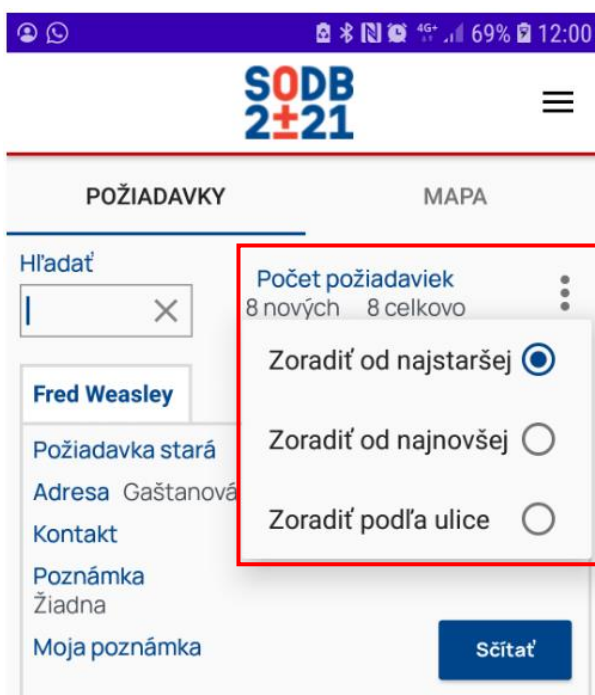 4G+ 69% 12:00
SODB
2±21
POŽIADAVKY MAPA
Hľadať
Počet požiadaviek
8 nových 8 celkovo
Zoradiť od najstaršej
Fred Weasley
Zoradiť od najnovšej
Požiadavka stará
Adresa Gaštanová
Zoradiť podľa ulice
Kontakt
Poznámka
Žiadna
Moja poznámka
Sčítať